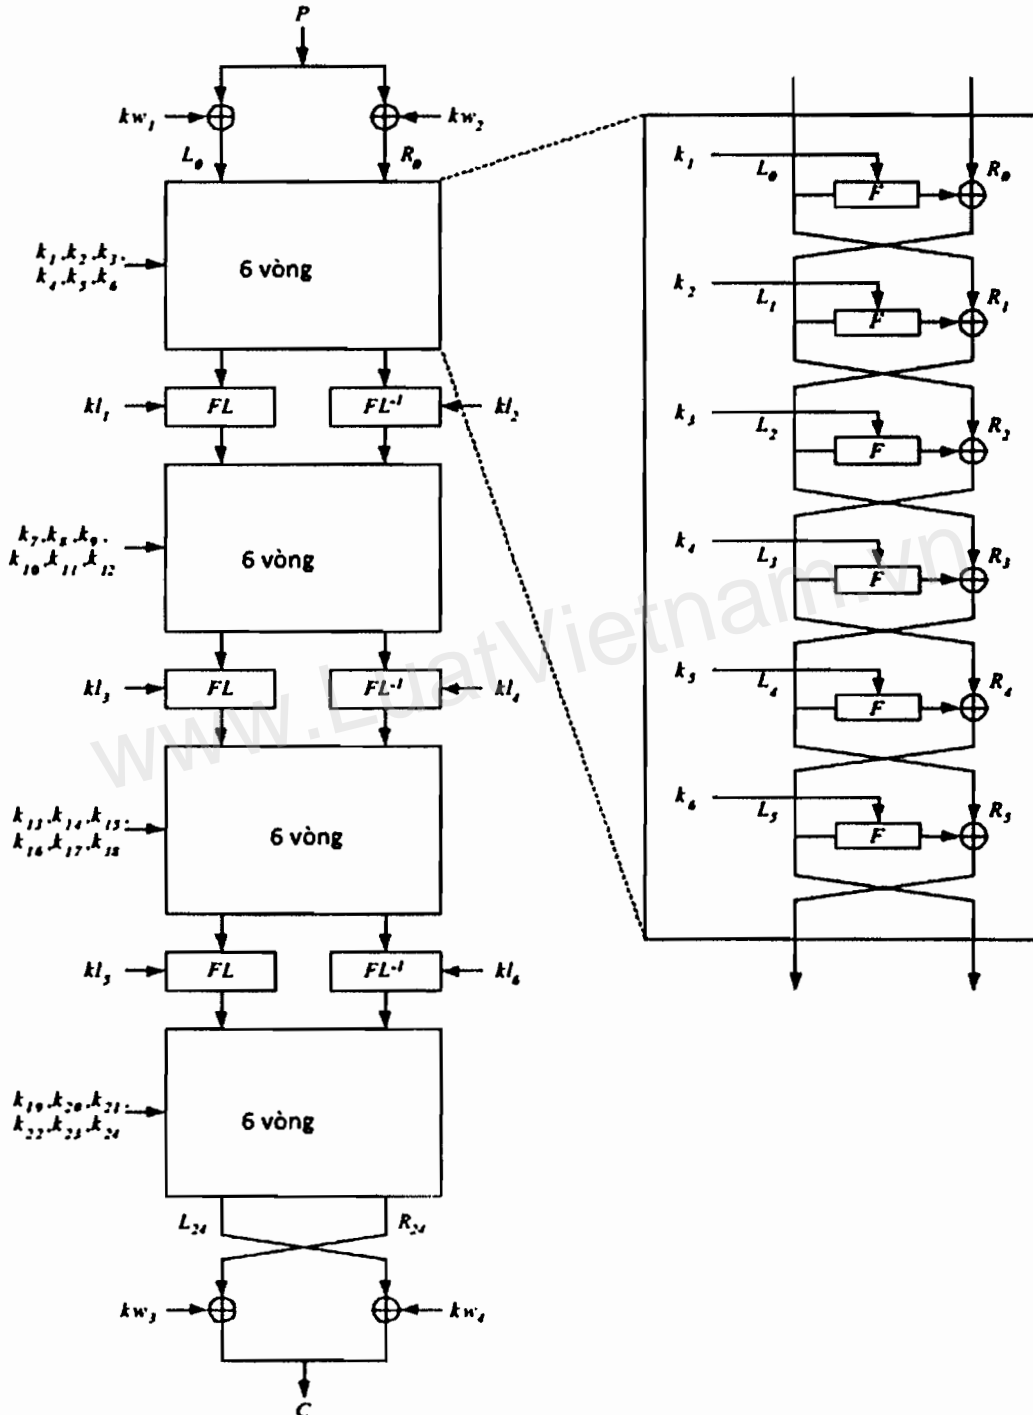 P
kw₁ kw₂
L₀ R₀
k₁,k₂,k₃,
k₄,k₅,k₆
6 vòng
kl₁ FL FL⁻¹ kl₂
k₇,k₈,k₉,
k₁₀,k₁₁,k₁₂
6 vòng
kl₃ FL FL⁻¹ kl₄
k₁₃,k₁₄,k₁₅,
k₁₆,k₁₇,k₁₈
6 vòng
kl₅ FL FL⁻¹ kl₆
k₁₉,k₂₀,k₂₁,
k₂₂,k₂₃,k₂₄
6 vòng
L₂₄ R₂₄
kw₃ kw₄
C
k₁ L₀ F R₀
k₂ L₁ F R₁
k₃ L₂ F R₂
k₄ L₃ F R₃
k₅ L₄ F R₄
k₆ L₅ F R₅
www.LuatVietnam.vn